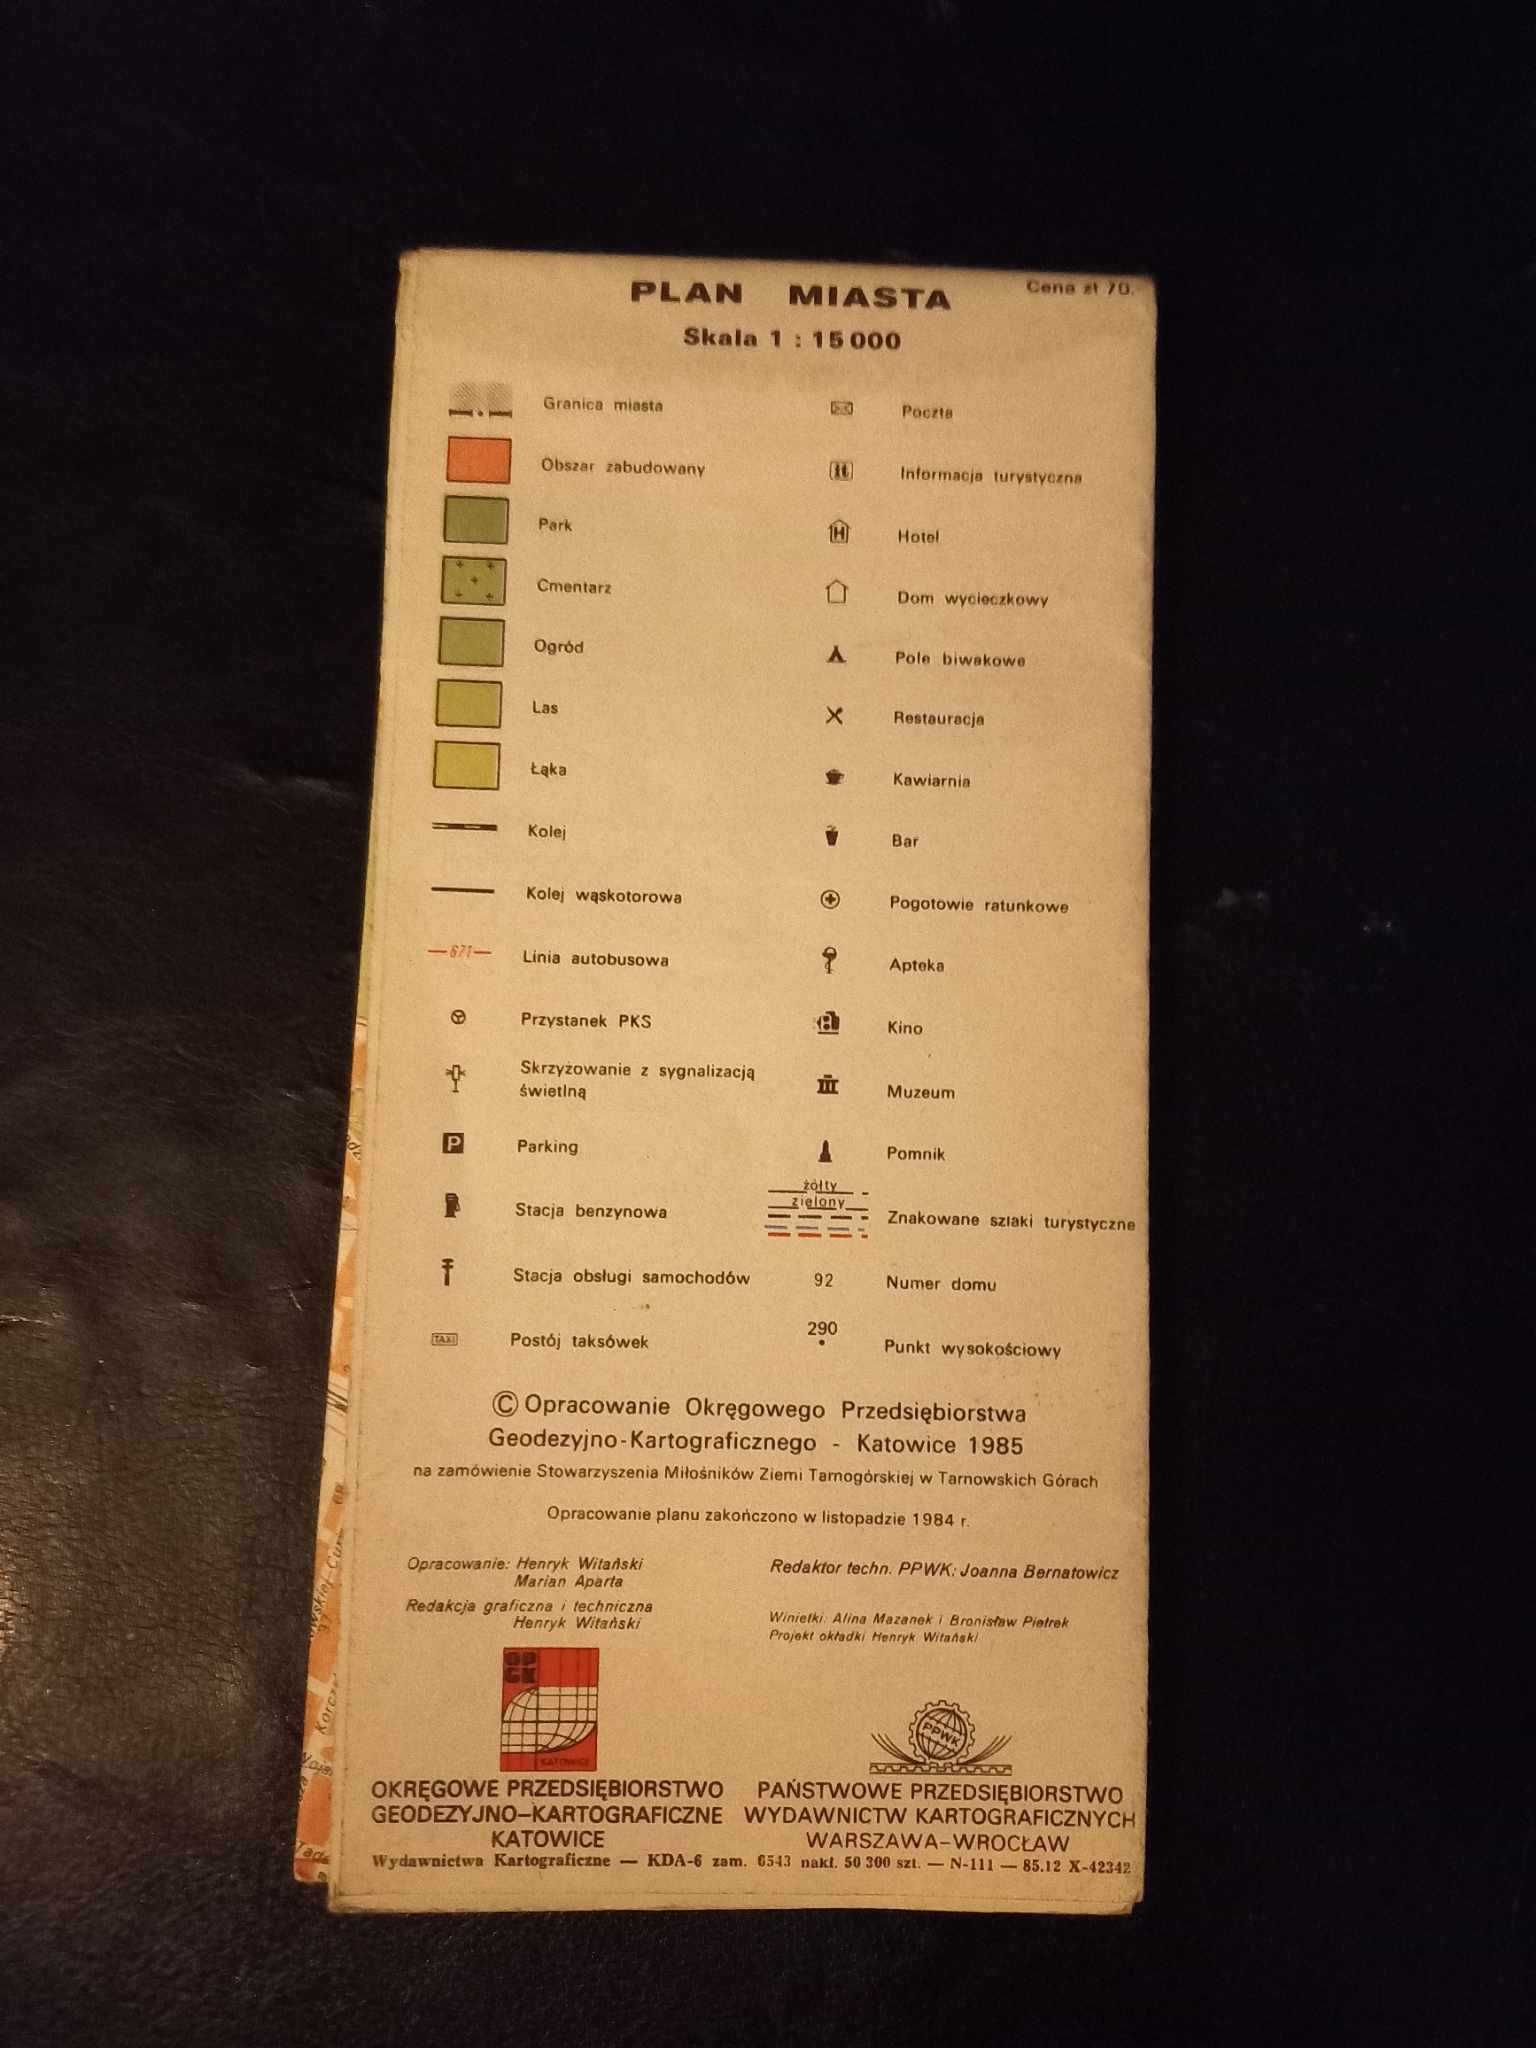 PLAN MIASTA
Cena zł 70.
Skala 1 : 15 000
Granica miasta
Obszar zabudowany
Park
Cmentarz
Ogród
Las
Łąka
Kolej
Kolej wąskotorowa
671
Linia autobusowa
Przystanek PKS
Skrzyżowanie z sygnalizacją
świetlną
P
Parking
Stacja benzynowa
Stacja obsługi samochodów
TAXI
Postój taksówek
Poczta
Informacja turystyczna
H
Hotel
Dom wycieczkowy
Pole biwakowe
Restauracja
Kawiarnia
Bar
Pogotowie ratunkowe
Apteka
Kino
Muzeum
Pomnik
żółty
zielony
Znakowane szlaki turystyczne
92
Numer domu
290
Punkt wysokościowy
© Opracowanie Okręgowego Przedsiębiorstwa
Geodezyjno-Kartograficznego - Katowice 1985
na zamówienie Stowarzyszenia Miłośników Ziemi Tarnogórskiej w Tarnowskich Górach
Opracowanie planu zakończono w listopadzie 1984 r.
Opracowanie: Henryk Witański
Marian Aparta
Redakcja graficzna i techniczna
Henryk Witański
Redaktor techn. PPWK: Joanna Bernatowicz
Winietki: Alina Mazanek i Bronisław Pietrek
Projekt okładki Henryk Witański
OP
GK
KATOWICE
OKRĘGOWE PRZEDSIĘBIORSTWO
GEODEZYJNO–KARTOGRAFICZNE
KATOWICE
PPWK
PAŃSTWOWE PRZEDSIĘBIORSTWO
WYDAWNICTW KARTOGRAFICZNYCH
WARSZAWA–WROCŁAW
Wydawnictwa Kartograficzne — KDA-6 zam. 6543 nakł. 50 300 szt. — N-111 — 85.12 X-42342